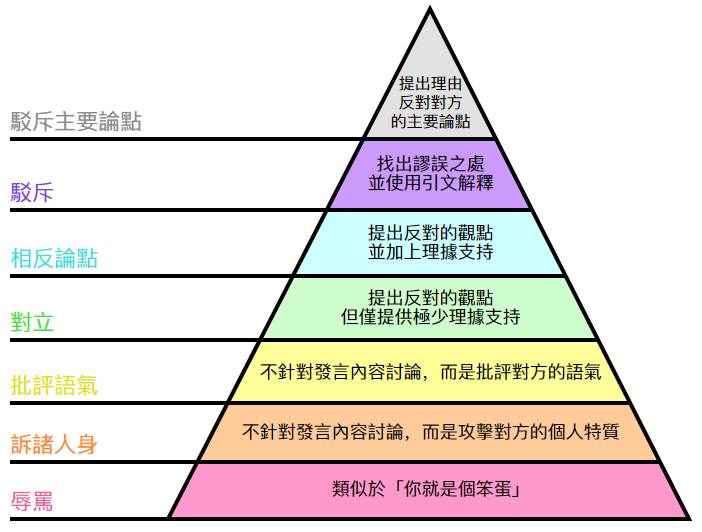 提出理由
反對對方
的主要論點
駁斥主要論點
找出謬誤之處
並使用引文解釋
駁斥
提出反對的觀點
並加上理據支持
相反論點
提出反對的觀點
但僅提供極少理據支持
對立
不針對發言內容討論，而是批評對方的語氣
批評語氣
不針對發言內容討論，而是攻擊對方的個人特質
訴諸人身
類似於「你就是個笨蛋」
辱罵